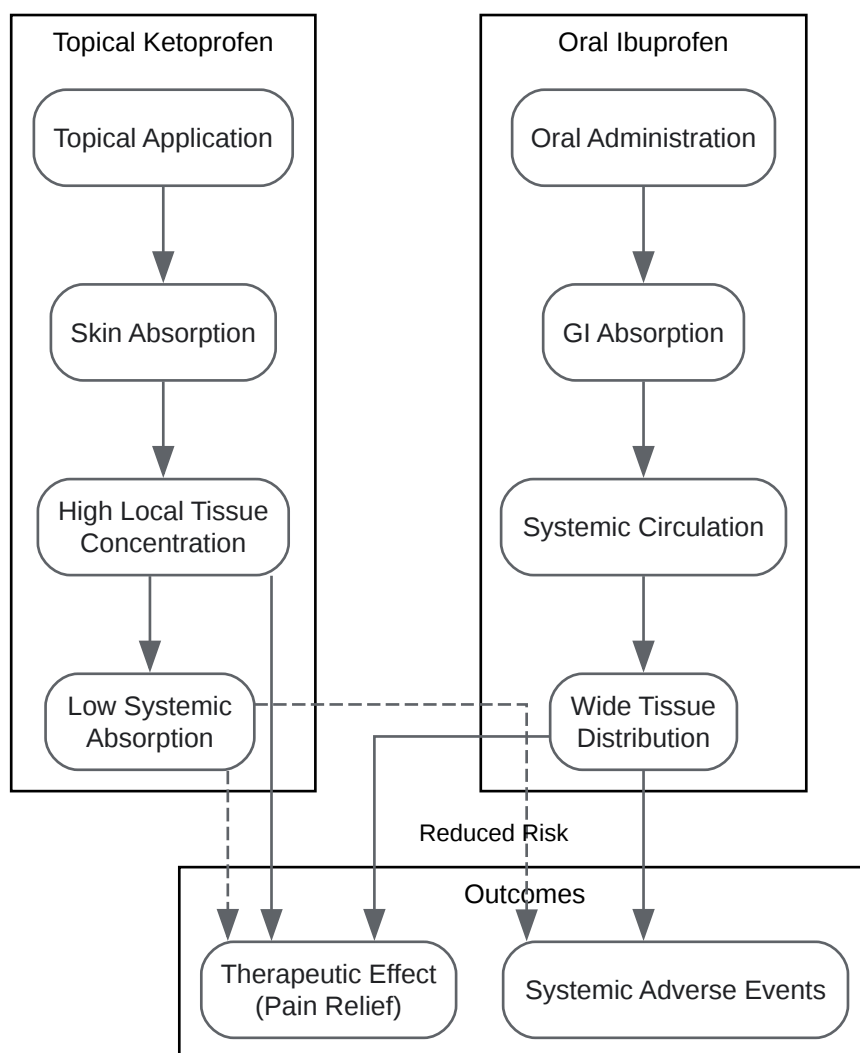 Topical Ketoprofen
Topical Application
Skin Absorption
High Local Tissue
Concentration
Low Systemic
Absorption
Oral Ibuprofen
Oral Administration
GI Absorption
Systemic Circulation
Wide Tissue
Distribution
Reduced Risk
Outcomes
Therapeutic Effect
(Pain Relief)
Systemic Adverse Events